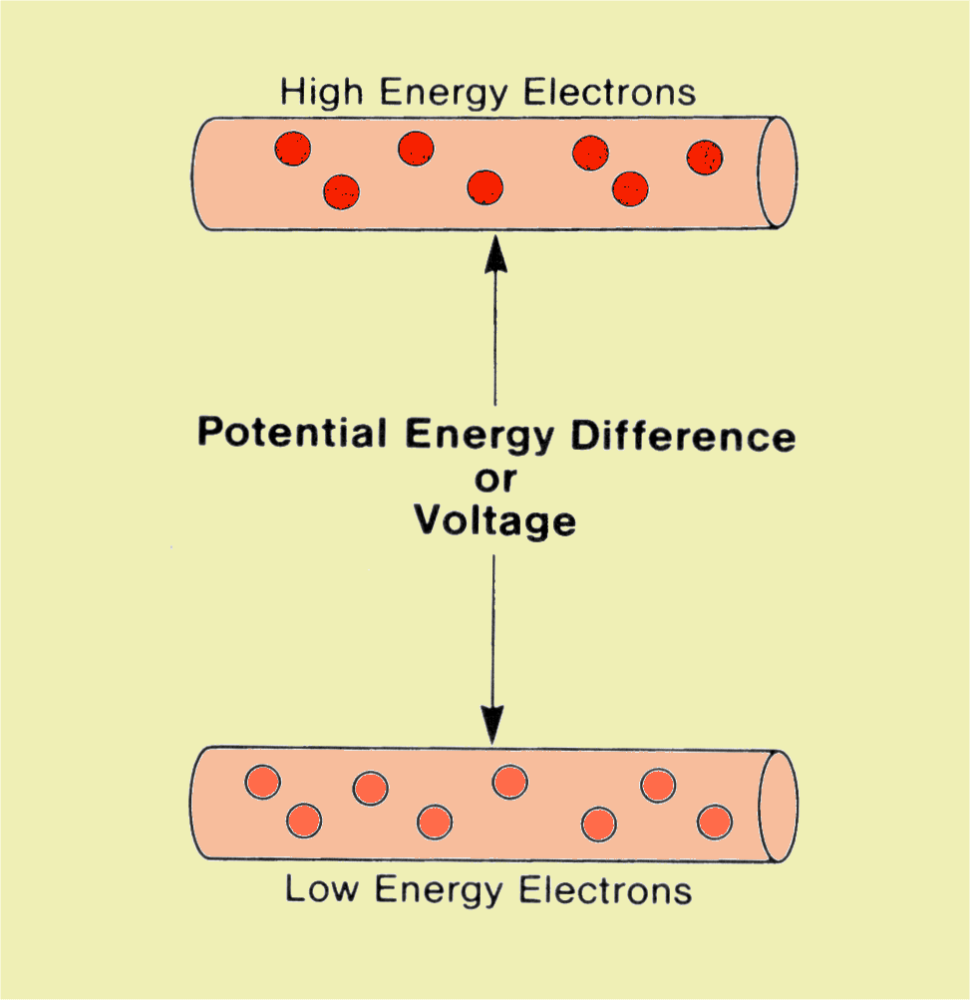 High Energy Electrons
Potential Energy Difference
or
Voltage
Low Energy Electrons